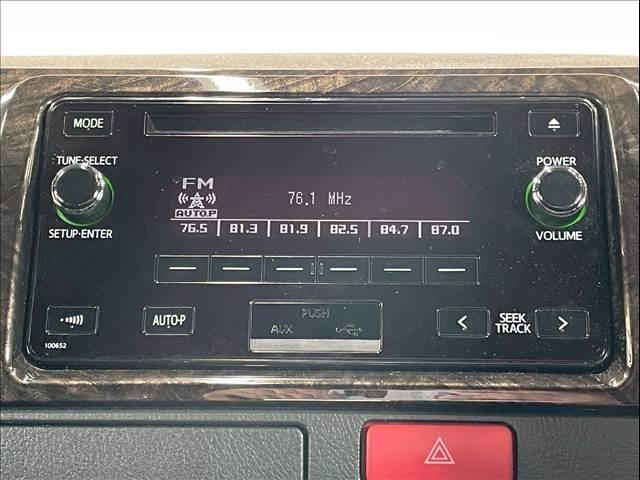 MODE
TUNE·SELECT
SETUP·ENTER
FM
AUTO.P
76.1 MHz
76.5 81.3 81.9 82.5 84.7 87.0
POWER
VOLUME
AUTO·P
PUSH
AUX
SEEK
TRACK
100652